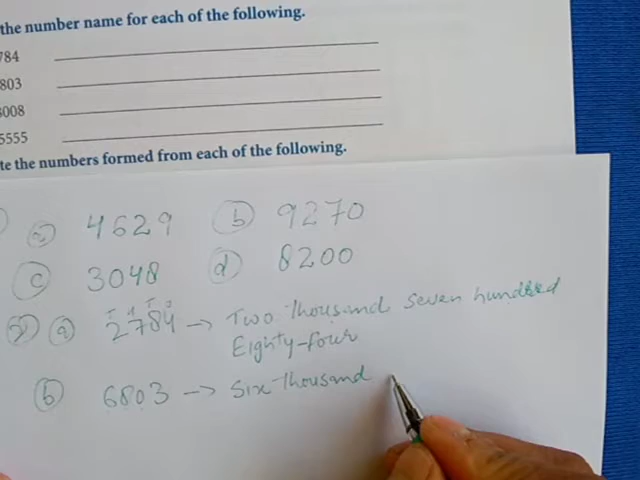 the number name for each of the following.
784
803
008
5555
te the numbers formed from each of the following.
a 4629 b 9270
c 3048 d 8200
2) a 2784 → Two thousand seven hundred
Eighty-four
b 6803 → Six thousand